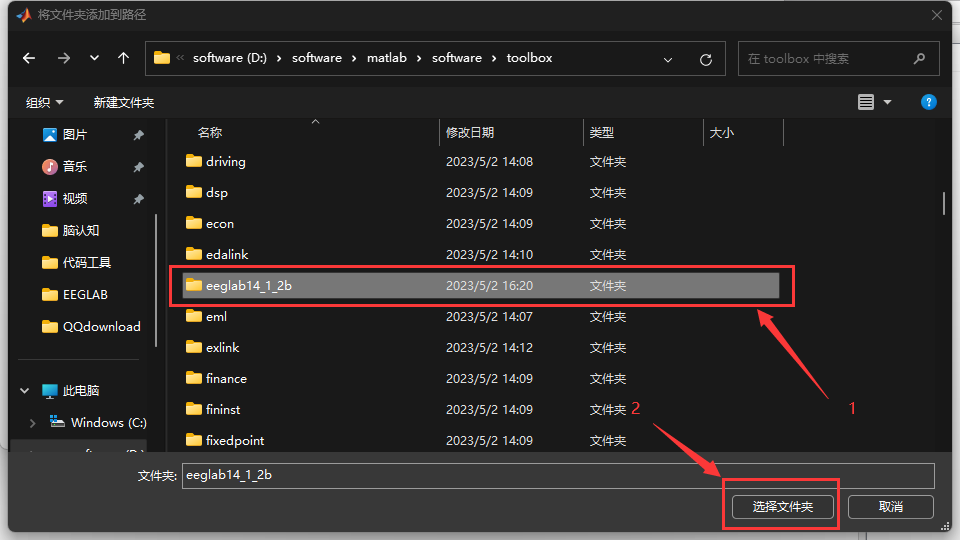 将文件夹添加到路径
« software (D:) › software › matlab › software › toolbox
在 toolbox 中搜索
组织 新建文件夹
名称 修改日期 类型 大小
图片
音乐
视频
脑认知
代码工具
EEGLAB
QQdownload
此电脑
Windows (C:)
driving 2023/5/2 14:08 文件夹
dsp 2023/5/2 14:09 文件夹
econ 2023/5/2 14:09 文件夹
edalink 2023/5/2 14:10 文件夹
eeglab14_1_2b 2023/5/2 16:20 文件夹
eml 2023/5/2 14:07 文件夹
exlink 2023/5/2 14:12 文件夹
finance 2023/5/2 14:09 文件夹
fininst 2023/5/2 14:09 文件夹
fixedpoint 2023/5/2 14:09 文件夹
2
1
文件夹: eeglab14_1_2b
选择文件夹 取消